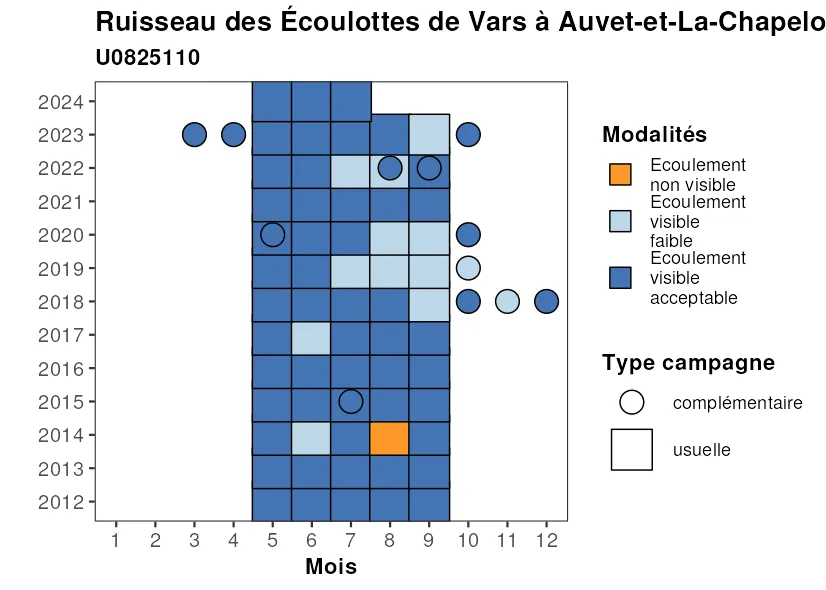 Ruisseau des Écoulottes de Vars à Auvet-et-La-Chapelo
U0825110
2024
2023
2022
2021
2020
2019
2018
2017
2016
2015
2014
2013
2012
1 2 3 4 5 6 7 8 9 10 11 12
Mois
Modalités
Ecoulement
non visible
Ecoulement
visible
faible
Ecoulement
visible
acceptable
Type campagne
complémentaire
usuelle